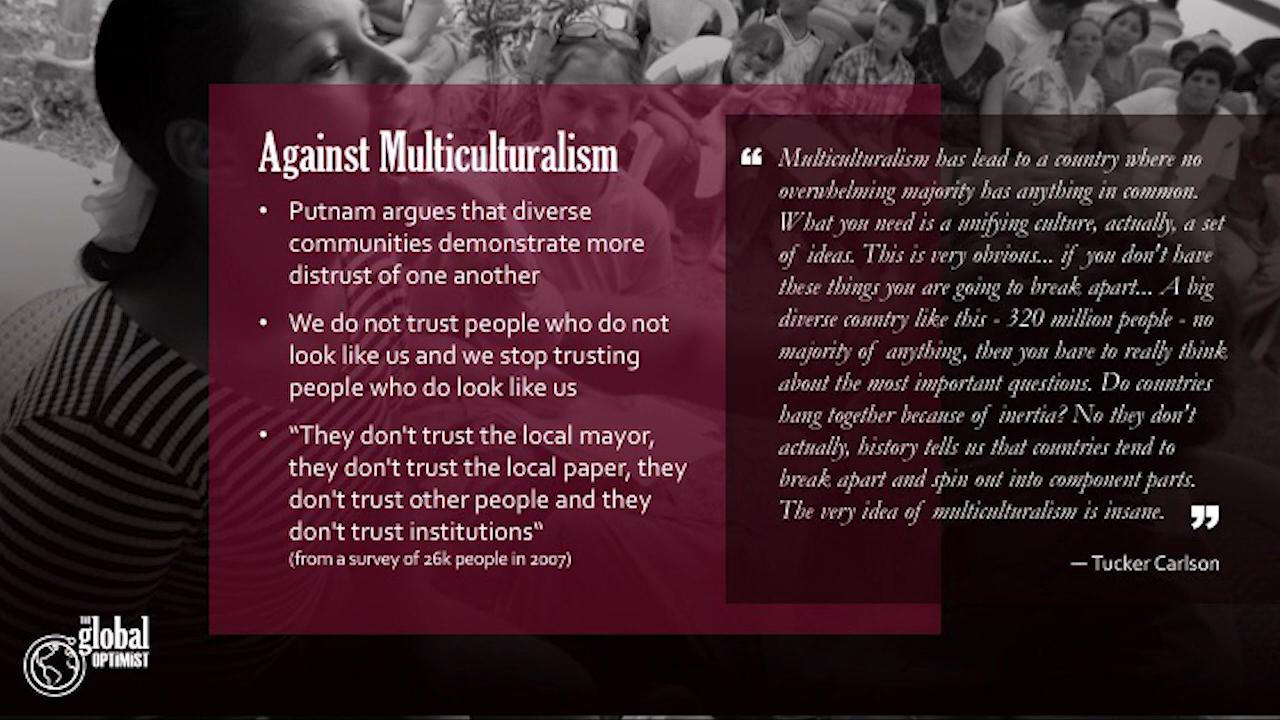 Against Multiculturalism
• Putnam argues that diverse
communities demonstrate more
distrust of one another
• We do not trust people who do not
look like us and we stop trusting
people who do look like us
• “They don't trust the local mayor,
they don't trust the local paper, they
don't trust other people and they
don't trust institutions“
(from a survey of 26k people in 2007)
“ Multiculturalism has lead to a country where no
overwhelming majority has anything in common.
What you need is a unifying culture, actually, a set
of ideas. This is very obvious... if you don't have
these things you are going to break apart... A big
diverse country like this - 320 million people - no
majority of anything, then you have to really think
about the most important questions. Do countries
hang together because of inertia? No they don't
actually, history tells us that countries tend to
break apart and spin out into component parts.
The very idea of multiculturalism is insane. ”
— Tucker Carlson
THE
global
OPTIMIST